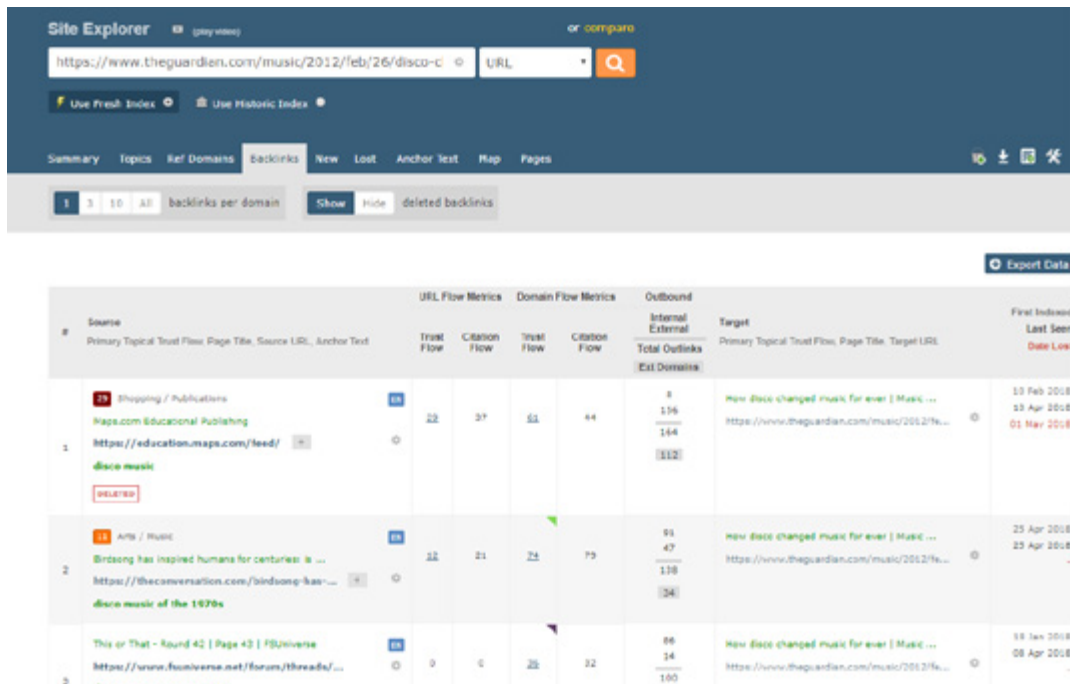 Site Explorer (play video) or compare
https://www.theguardian.com/music/2012/feb/26/disco-cl URL
Use Fresh Index Use Historic Index
Summary Topics Ref Domains Backlinks New Lost Anchor Text Map Pages
1 3 10 All backlinks per domain Show Hide deleted backlinks
Export Data
URL Flow Metrics Domain Flow Metrics Outbound
# Source Trust Flow Citation Flow Trust Flow Citation Flow Internal External Target First Indexed
Primary Topical Trust Flow, Page Title, Source URL, Anchor Text Total Outlinks Primary Topical Trust Flow, Page Title, Target URL Last Seen
Ext Domains Date Los
29 Shopping / Publications EN 8 10 Feb 2018
Maps.com Educational Publishing 29 37 61 44 136 How disco changed music for ever | Music ... 13 Apr 2018
1 https://education.maps.com/feed/ + 144 https://www.theguardian.com/music/2012/fe... 01 May 2018
disco music 112
DELETED
Arts / Music EN 91 25 Apr 2018
Birdsong has inspired humans for centuries: is ... 12 21 74 79 47 How disco changed music for ever | Music ... 25 Apr 2018
2 https://theconversation.com/birdsong-has-... + 138 https://www.theguardian.com/music/2012/fe... -
disco music of the 1970s 34
This or That - Round 42 | Page 43 | FSUniverse EN 86 How disco changed music for ever | Music ... 18 Jan 2018
https://www.fsuniverse.net/forum/threads/... 0 0 32 14 https://www.theguardian.com/music/2012/fe... 08 Apr 2018
3 100 -